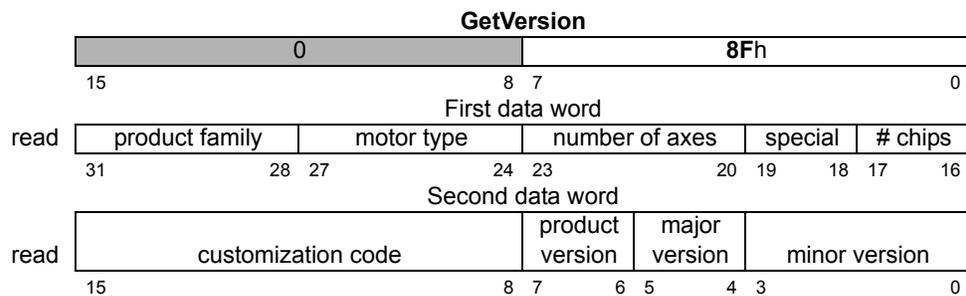 GetVersion
0 8Fh
15 8 7 0
First data word
read product family motor type number of axes special # chips
31 28 27 24 23 20 19 18 17 16
Second data word
product major
read customization code version version minor version
15 8 7 6 5 4 3 0